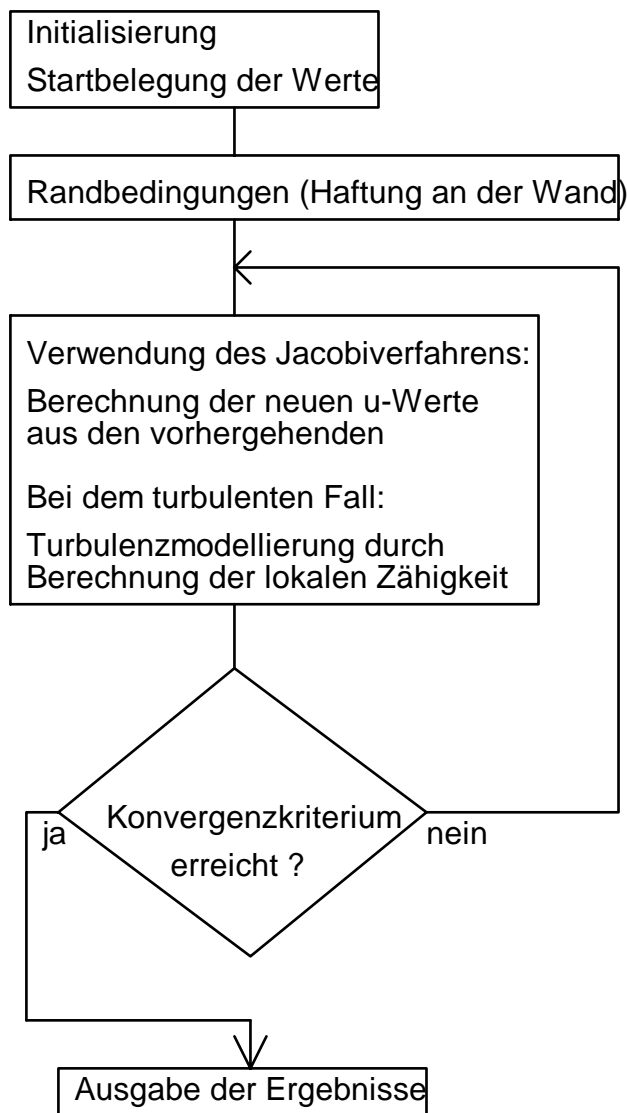 Initialisierung
Startbelegung der Werte
Randbedingungen (Haftung an der Wand)
Verwendung des Jacobiverfahrens:
Berechnung der neuen u-Werte
aus den vorhergehenden
Bei dem turbulenten Fall:
Turbulenzmodellierung durch
Berechnung der lokalen Zähigkeit
Konvergenzkriterium
ja
nein
erreicht ?
Ausgabe der Ergebnisse